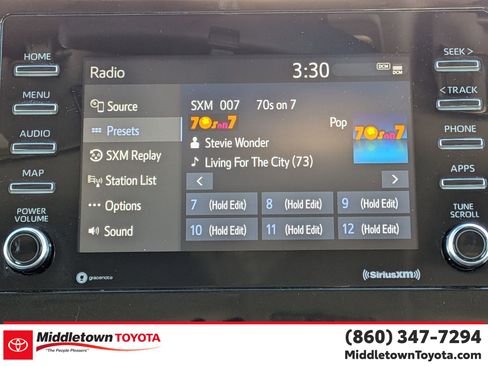 HOME
MENU
AUDIO
MAP
POWER
VOLUME
Radio
3:30
DCM
DCM
Source
Presets
SXM Replay
Station List
Options
Sound
SXM 007 70s on 7
70s on 7
Pop
70s on 7
Stevie Wonder
Living For The City (73)
< >
7 (Hold Edit) 8 (Hold Edit) 9 (Hold Edit)
10 (Hold Edit) 11 (Hold Edit) 12 (Hold Edit)
SEEK >
< TRACK
PHONE
APPS
TUNE
SCROLL
gracenote
SiriusXM
Middletown TOYOTA
"The People Pleasers"
(860) 347-7294
MiddletownToyota.com